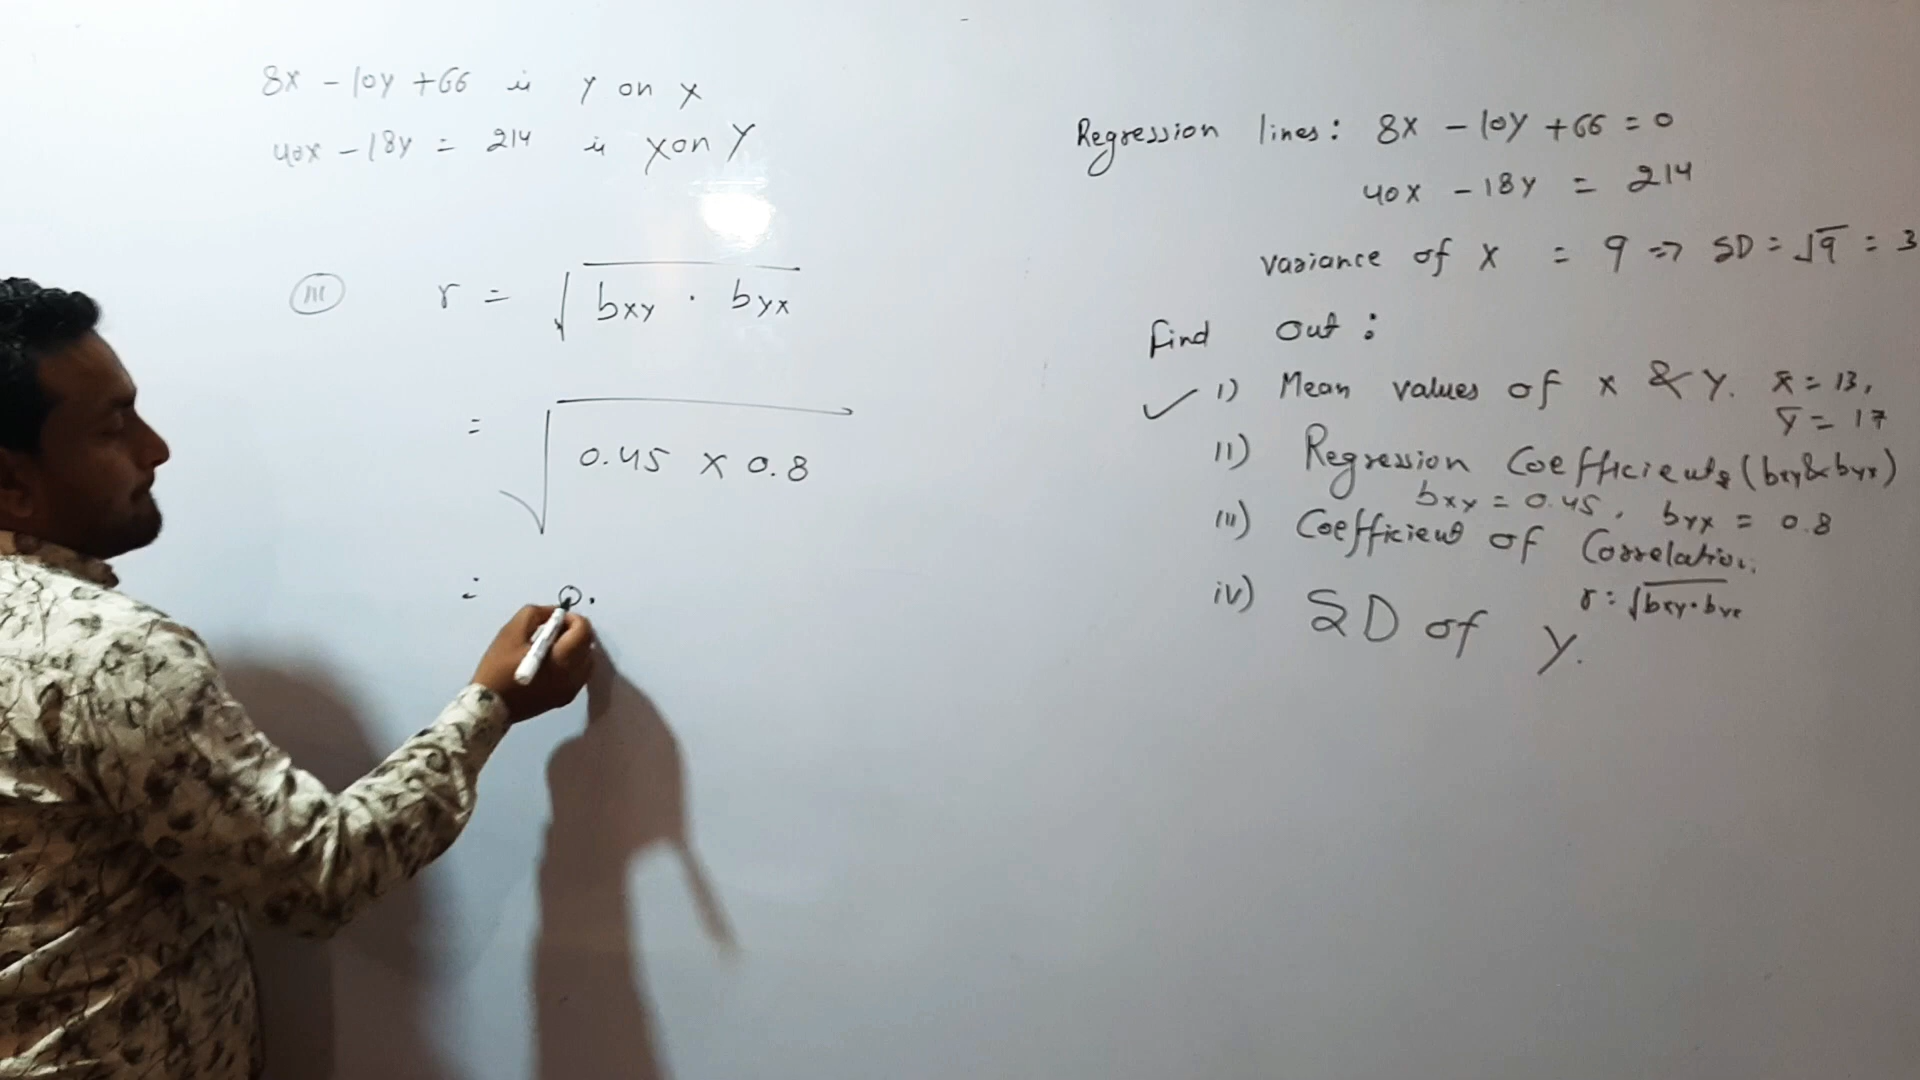 8x - 10y + 66 is y on x
40x - 18y = 214 is x on y
III r = √bxy · byx
= √0.45 x 0.8
= 0.
Regression lines: 8x - 10y + 66 = 0
40x - 18y = 214
variance of x = 9 => SD = √9 = 3
find out :
✓ I) Mean values of x & y. x̄ = 13,
ȳ = 17
II) Regression Coefficients (bxy & byx)
bxy = 0.45, byx = 0.8
III) Coefficient of Correlation.
r = √bxy·byx
iv) SD of y.